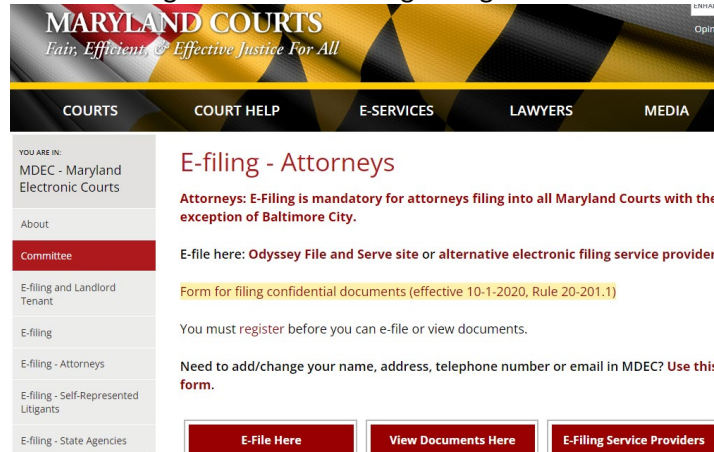 MARYLAND COURTS
Fair, Efficient, & Effective Justice For All
Opin
COURTS
COURT HELP
E-SERVICES
LAWYERS
MEDIA
YOU ARE IN:
MDEC - Maryland
Electronic Courts
About
Committee
E-filing and Landlord
Tenant
E-filing
E-filing - Attorneys
E-filing - Self-Represented
Litigants
E-filing - State Agencies
E-filing - Attorneys
Attorneys: E-Filing is mandatory for attorneys filing into all Maryland Courts with the
exception of Baltimore City.
E-file here: Odyssey File and Serve site or alternative electronic filing service provider
Form for filing confidential documents (effective 10-1-2020, Rule 20-201.1)
You must register before you can e-file or view documents.
Need to add/change your name, address, telephone number or email in MDEC? Use this
form.
E-File Here
View Documents Here
E-Filing Service Providers